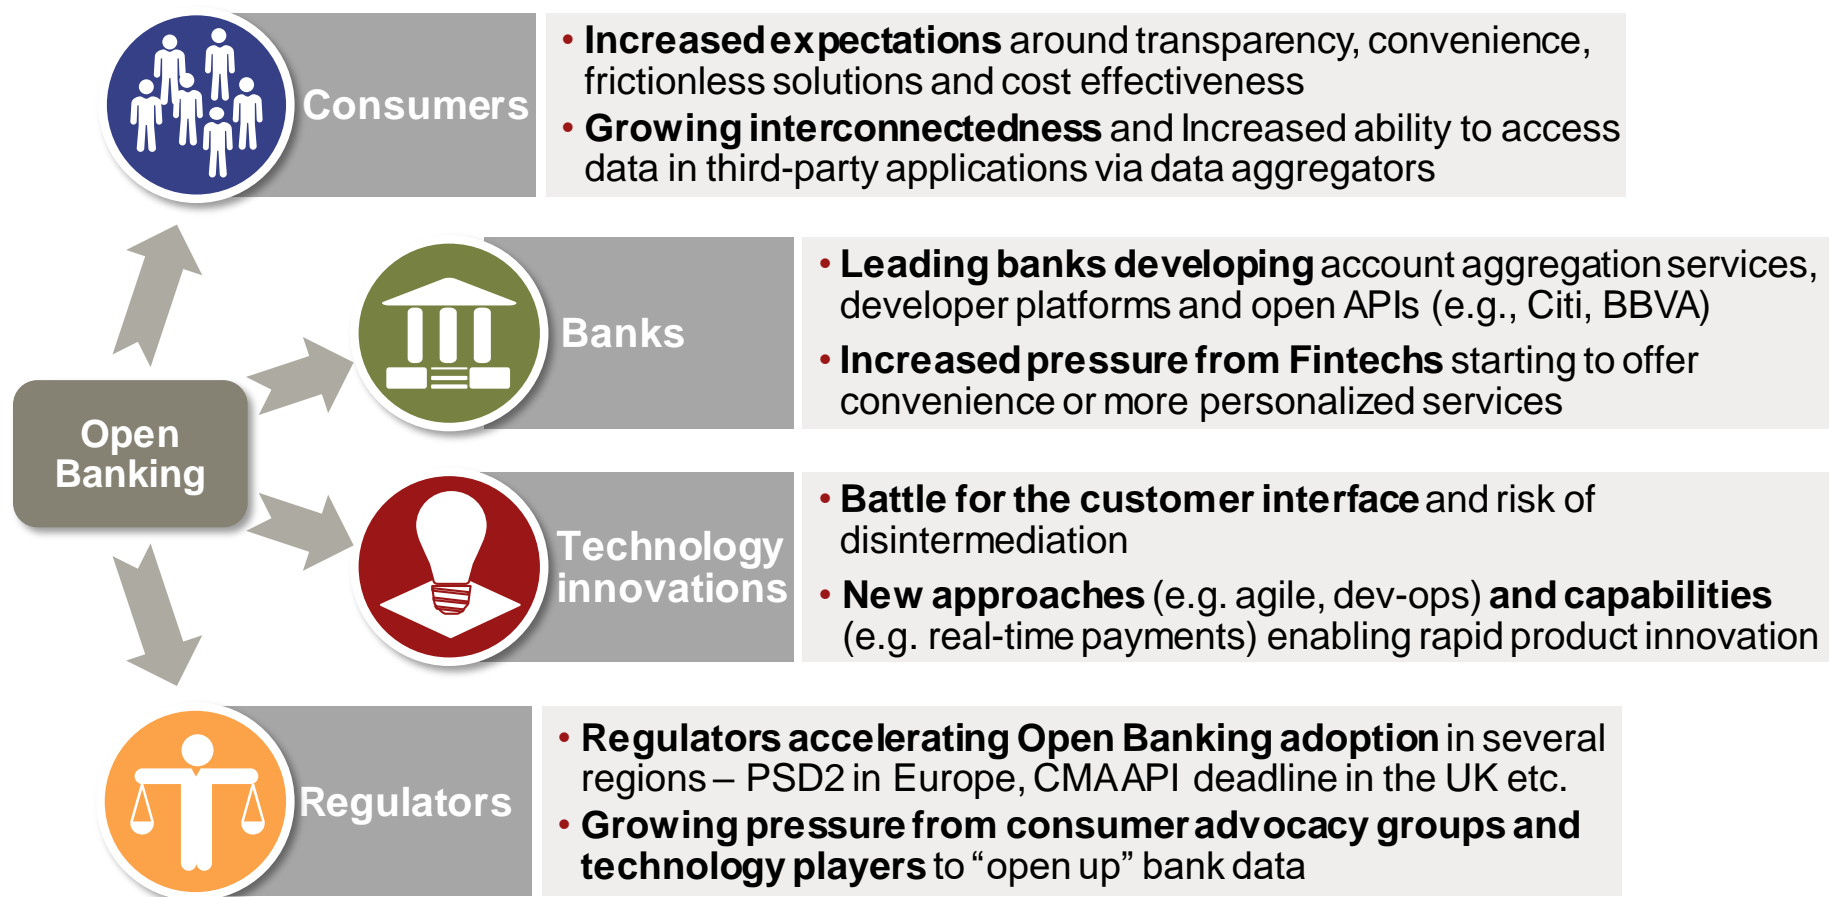 Consumers
• Increased expectations around transparency, convenience,
frictionless solutions and cost effectiveness
• Growing interconnectedness and Increased ability to access
data in third-party applications via data aggregators
Banks
• Leading banks developing account aggregation services,
developer platforms and open APIs (e.g., Citi, BBVA)
• Increased pressure from Fintechs starting to offer
convenience or more personalized services
Open
Banking
Technology
innovations
• Battle for the customer interface and risk of
disintermediation
• New approaches (e.g. agile, dev-ops) and capabilities
(e.g. real-time payments) enabling rapid product innovation
Regulators
• Regulators accelerating Open Banking adoption in several
regions – PSD2 in Europe, CMA API deadline in the UK etc.
• Growing pressure from consumer advocacy groups and
technology players to “open up” bank data